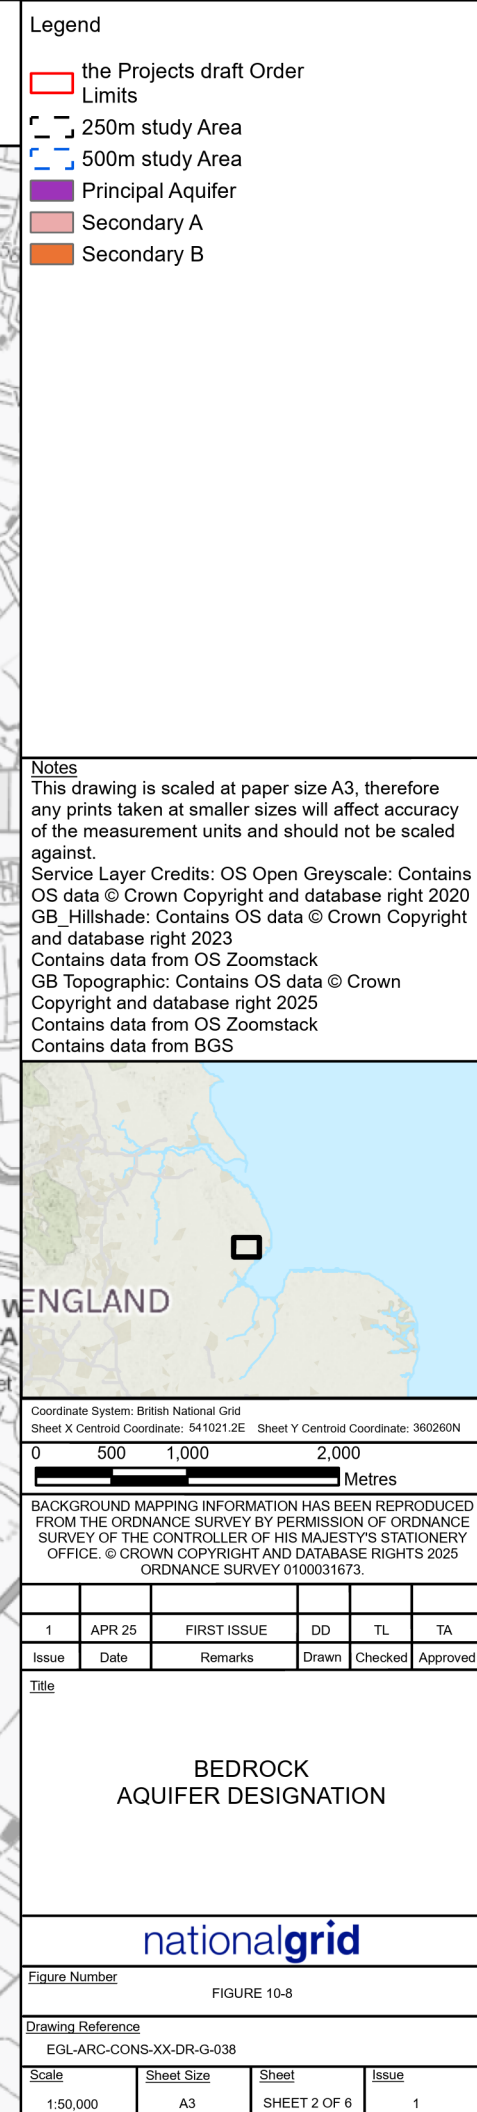 Legend
the Projects draft Order
Limits
250m study Area
500m study Area
Principal Aquifer
Secondary A
Secondary B
Notes
This drawing is scaled at paper size A3, therefore
any prints taken at smaller sizes will affect accuracy
of the measurement units and should not be scaled
against.
Service Layer Credits: OS Open Greyscale: Contains
OS data © Crown Copyright and database right 2020
GB_Hillshade: Contains OS data © Crown Copyright
and database right 2023
Contains data from OS Zoomstack
GB Topographic: Contains OS data © Crown
Copyright and database right 2025
Contains data from OS Zoomstack
Contains data from BGS
ENGLAND
Coordinate System: British National Grid
Sheet X Centroid Coordinate: 541021.2E Sheet Y Centroid Coordinate: 360260N
0 500 1,000 2,000
Metres
BACKGROUND MAPPING INFORMATION HAS BEEN REPRODUCED
FROM THE ORDNANCE SURVEY BY PERMISSION OF ORDNANCE
SURVEY OF THE CONTROLLER OF HIS MAJESTY'S STATIONERY
OFFICE. © CROWN COPYRIGHT AND DATABASE RIGHTS 2025
ORDNANCE SURVEY 0100031673.
1 APR 25 FIRST ISSUE DD TL TA
Issue Date Remarks Drawn Checked Approved
Title
BEDROCK
AQUIFER DESIGNATION
nationalgrid
Figure Number
FIGURE 10-8
Drawing Reference
EGL-ARC-CONS-XX-DR-G-038
Scale Sheet Size Sheet Issue
1:50,000 A3 SHEET 2 OF 6 1